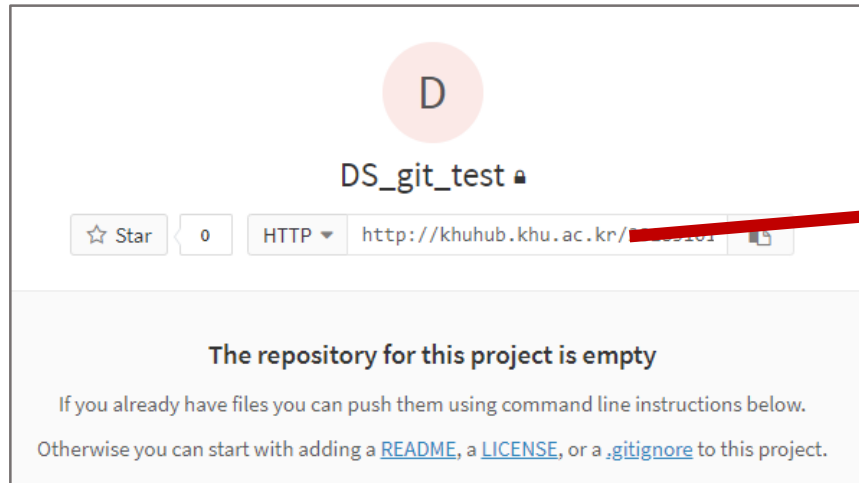 D
DS_git_test
Star 0 HTTP http://khuhub.khu.ac.kr/
The repository for this project is empty
If you already have files you can push them using command line instructions below.
Otherwise you can start with adding a README, a LICENSE, or a .gitignore to this project.